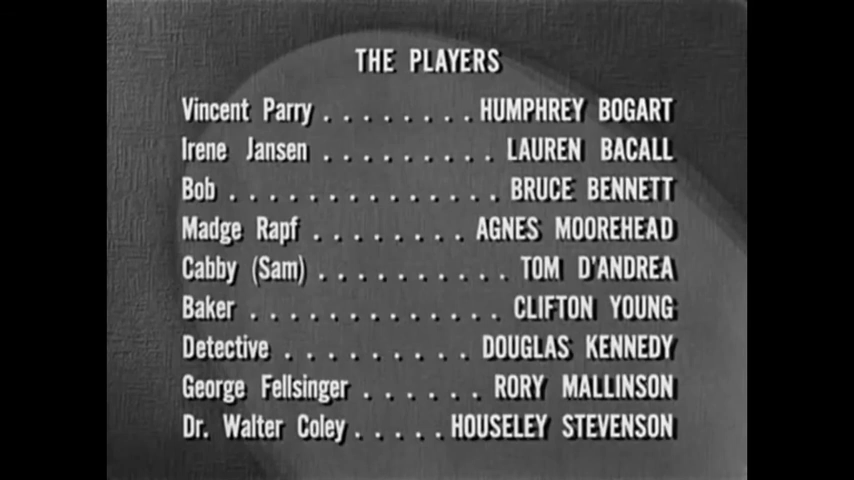 THE PLAYERS
Vincent Parry . . . . . . . . HUMPHREY BOGART
Irene Jansen . . . . . . . . . LAUREN BACALL
Bob . . . . . . . . . . . . . . BRUCE BENNETT
Madge Rapf . . . . . . . . AGNES MOOREHEAD
Cabby (Sam) . . . . . . . . . . TOM D'ANDREA
Baker . . . . . . . . . . . . . CLIFTON YOUNG
Detective . . . . . . . . . . DOUGLAS KENNEDY
George Fellsinger . . . . . . RORY MALLINSON
Dr. Walter Coley . . . . . HOUSELEY STEVENSON